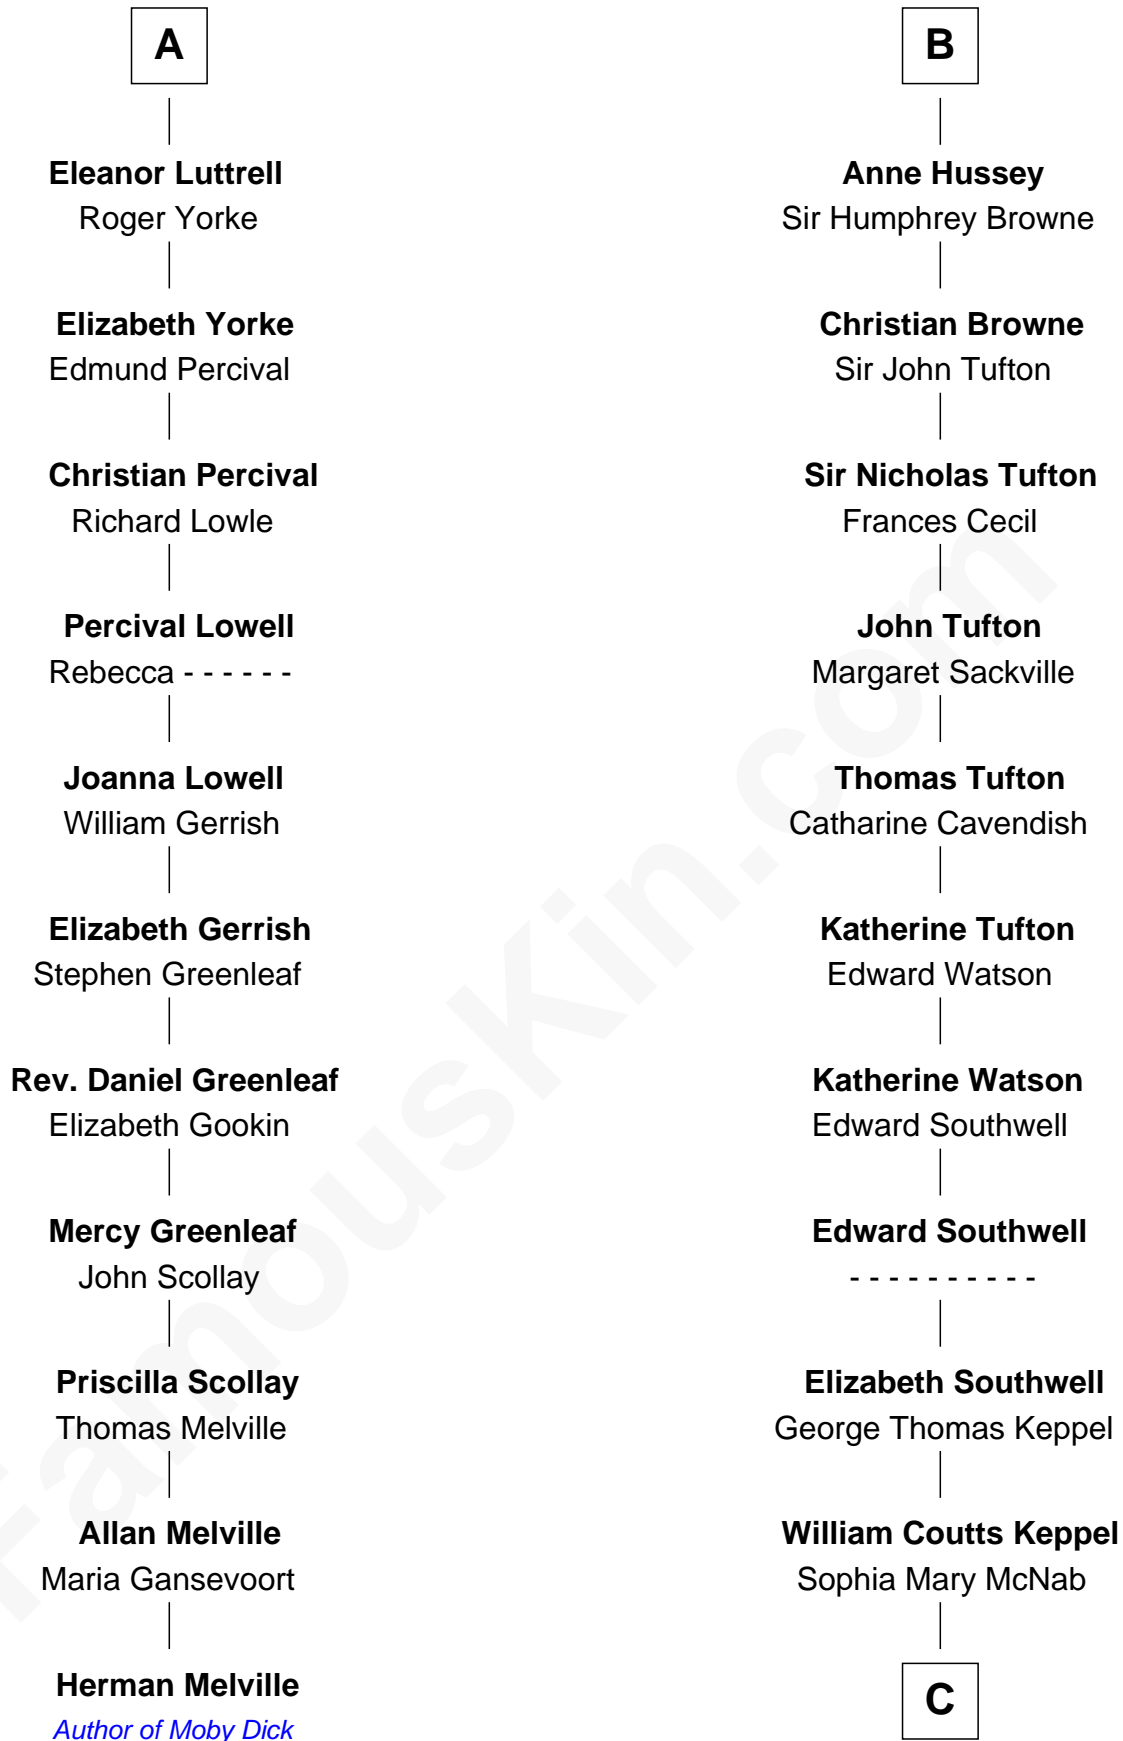 A
Eleanor Luttrell
Roger Yorke
Elizabeth Yorke
Edmund Percival
Christian Percival
Richard Lowle
Percival Lowell
Rebecca - - - - - -
Joanna Lowell
William Gerrish
Elizabeth Gerrish
Stephen Greenleaf
Rev. Daniel Greenleaf
Elizabeth Gookin
Mercy Greenleaf
John Scollay
Priscilla Scollay
Thomas Melville
Allan Melville
Maria Gansevoort
Herman Melville
Author of Moby Dick
B
Anne Hussey
Sir Humphrey Browne
Christian Browne
Sir John Tufton
Sir Nicholas Tufton
Frances Cecil
John Tufton
Margaret Sackville
Thomas Tufton
Catharine Cavendish
Katherine Tufton
Edward Watson
Katherine Watson
Edward Southwell
Edward Southwell
- - - - - - - - - -
Elizabeth Southwell
George Thomas Keppel
William Coutts Keppel
Sophia Mary McNab
C
FamousKin.com